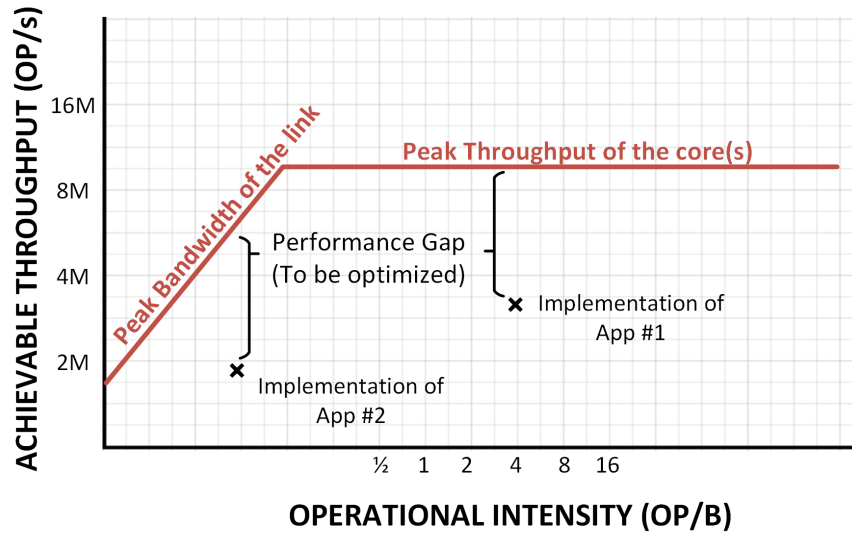 ACHIEVABLE THROUGHPUT (OP/s)
16M
8M
4M
2M
Peak Bandwidth of the link
Peak Throughput of the core(s)
Performance Gap
(To be optimized)
Implementation of
App #1
Implementation of
App #2
½ 1 2 4 8 16
OPERATIONAL INTENSITY (OP/B)